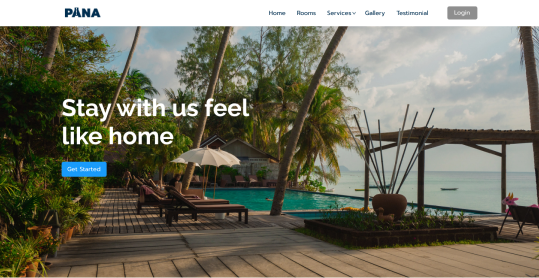 PANA
Home Rooms Services Gallery Testimonial Login
Stay with us feel
like home
Get Started